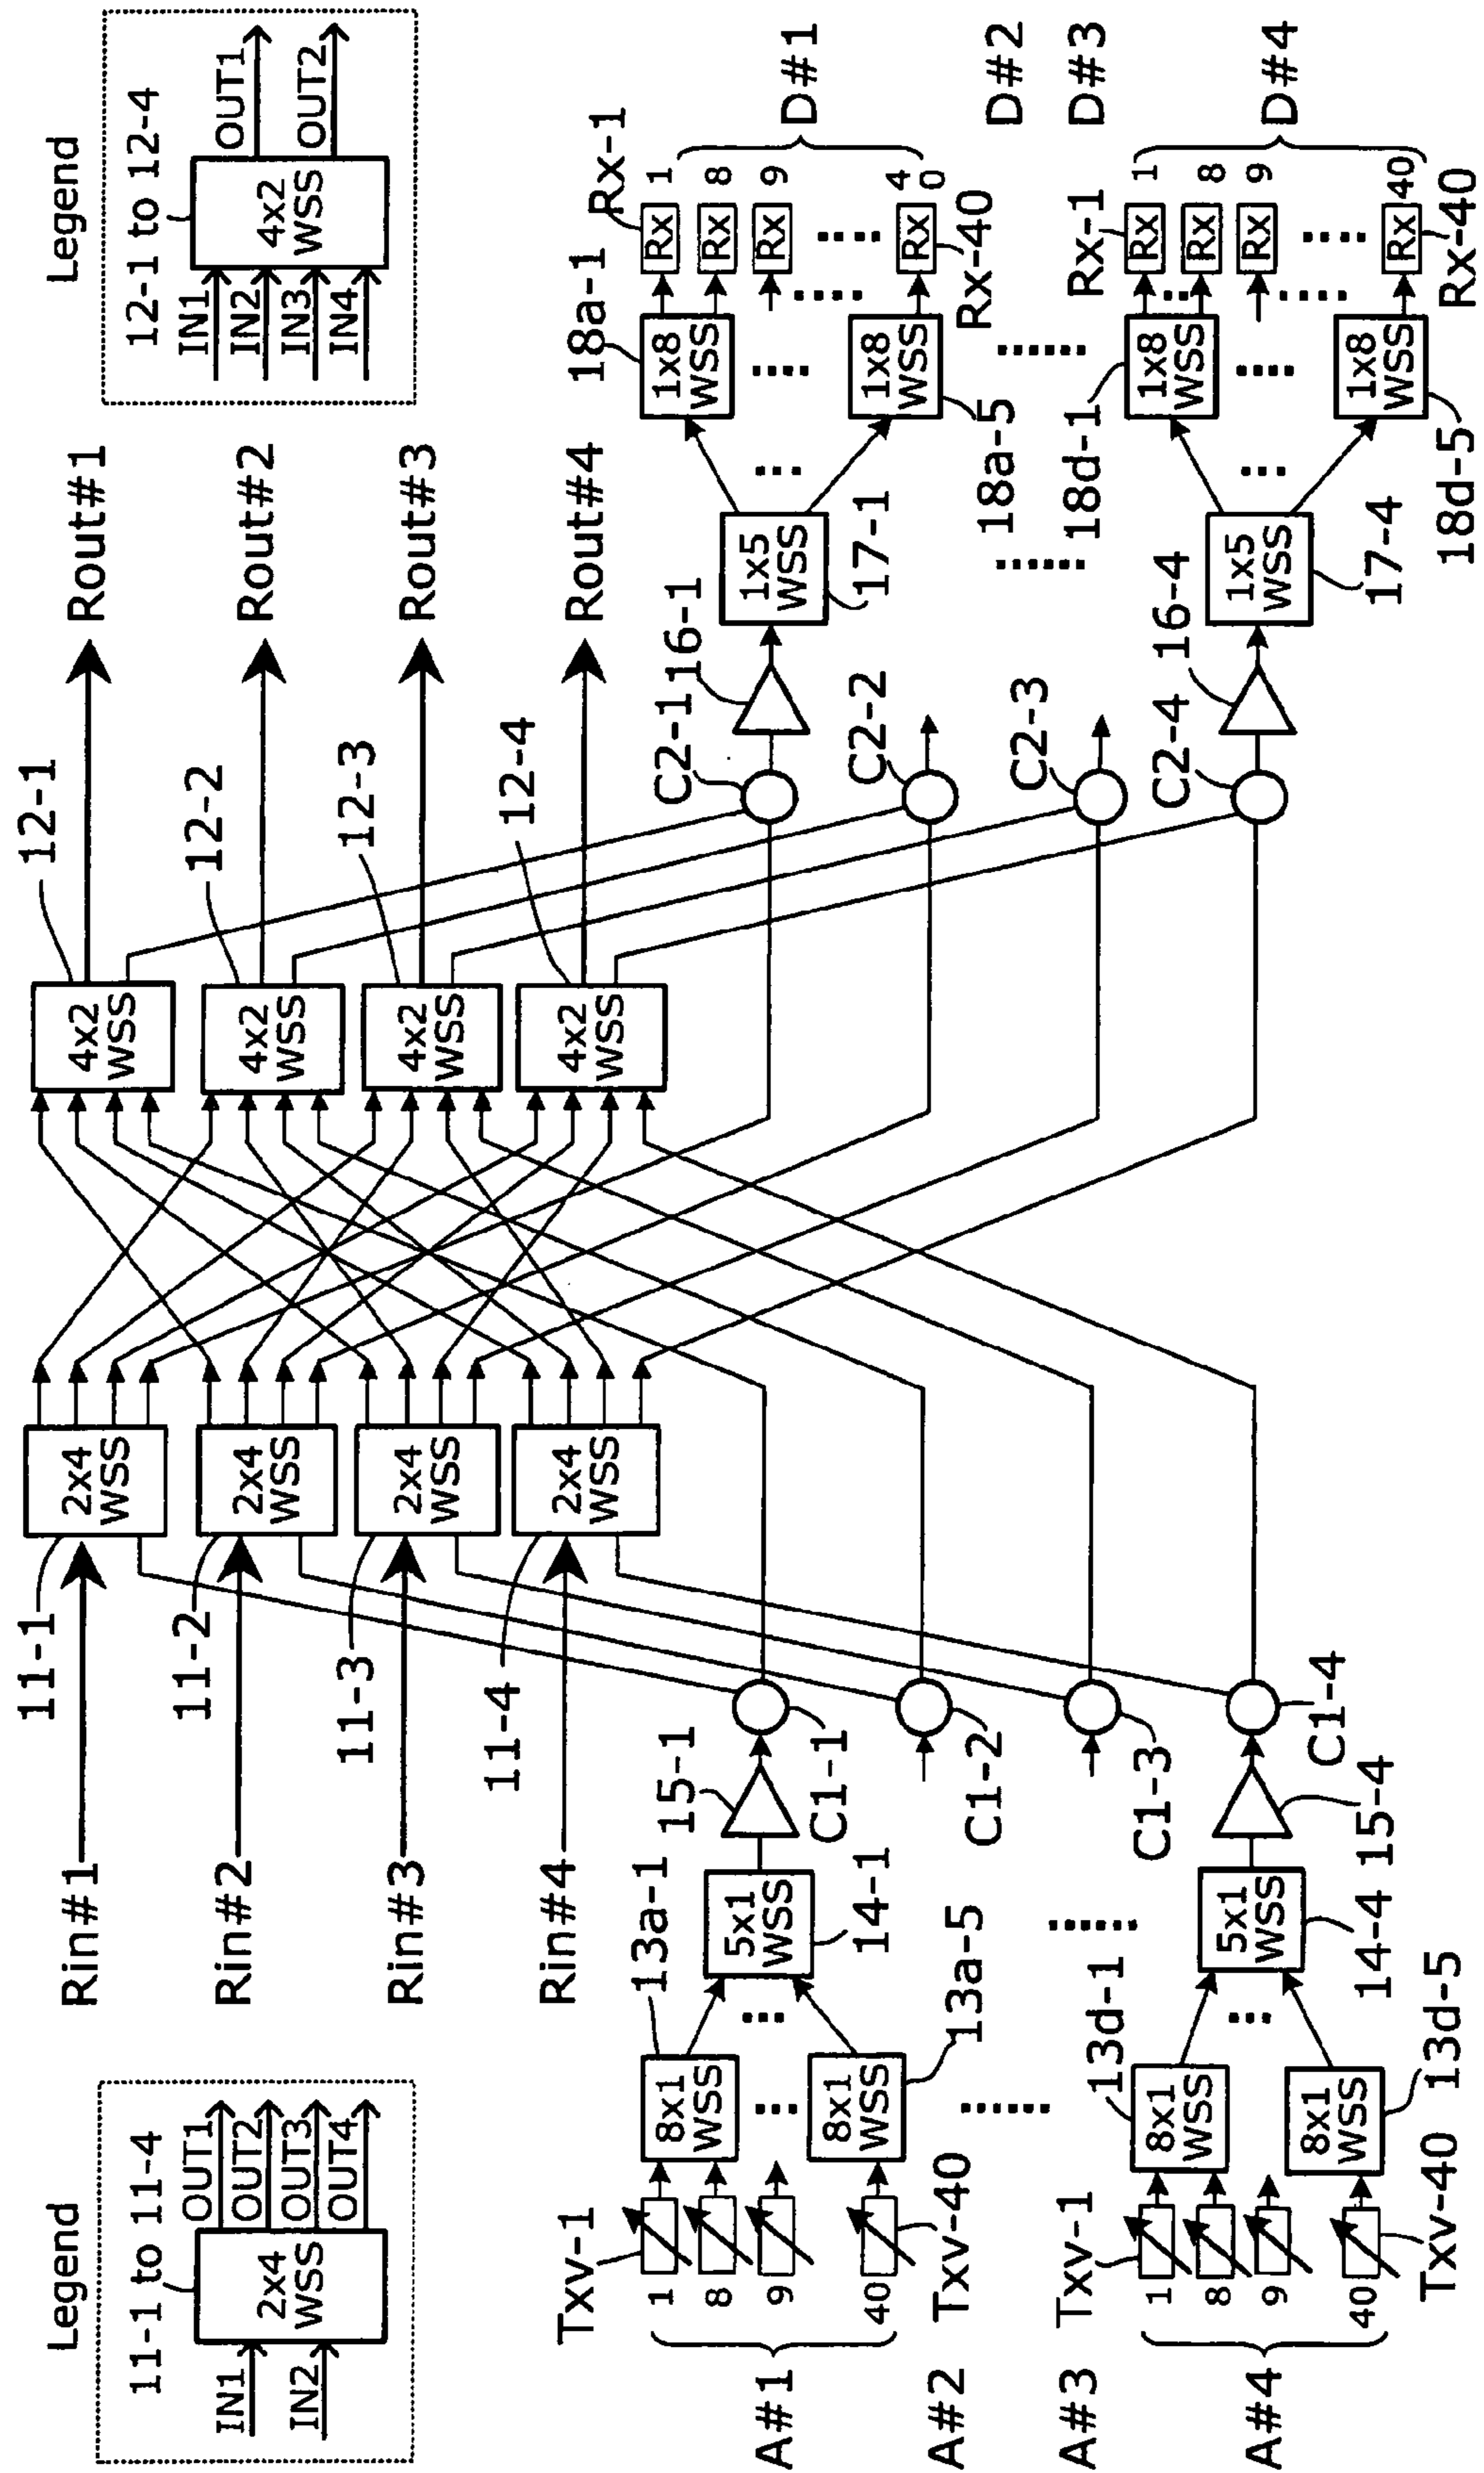 Legend
11-1 to 11-4
IN1
IN2
2x4
WSS
OUT1
OUT2
OUT3
OUT4
Legend
12-1 to 12-4
IN1
IN2
IN3
IN4
4x2
WSS
OUT1
OUT2
Rin#1
11-1
2x4
WSS
4x2
WSS
12-1
Rout#1
Rin#2
11-2
2x4
WSS
4x2
WSS
12-2
Rout#2
Rin#3
11-3
2x4
WSS
4x2
WSS
12-3
Rout#3
Rin#4
11-4
2x4
WSS
4x2
WSS
12-4
Rout#4
A#1
Txv-1
1
8
9
40
Txv-40
13a-1
8x1
WSS
8x1
WSS
13a-5
5x1
WSS
14-1
15-1
C1-1
C2-1
16-1
1x5
WSS
17-1
18a-1
1x8
WSS
1x8
WSS
18a-5
Rx-1
Rx
1
Rx
8
Rx
9
Rx
4
0
Rx-40
D#1
A#2
C1-2
C2-2
D#2
A#3
C1-3
C2-3
D#3
A#4
Txv-1
1
8
9
40
Txv-40
13d-1
8x1
WSS
8x1
WSS
13d-5
5x1
WSS
14-4
15-4
C1-4
C2-4
16-4
1x5
WSS
17-4
18d-1
1x8
WSS
1x8
WSS
18d-5
Rx-1
Rx
1
Rx
8
Rx
9
Rx
40
Rx-40
D#4